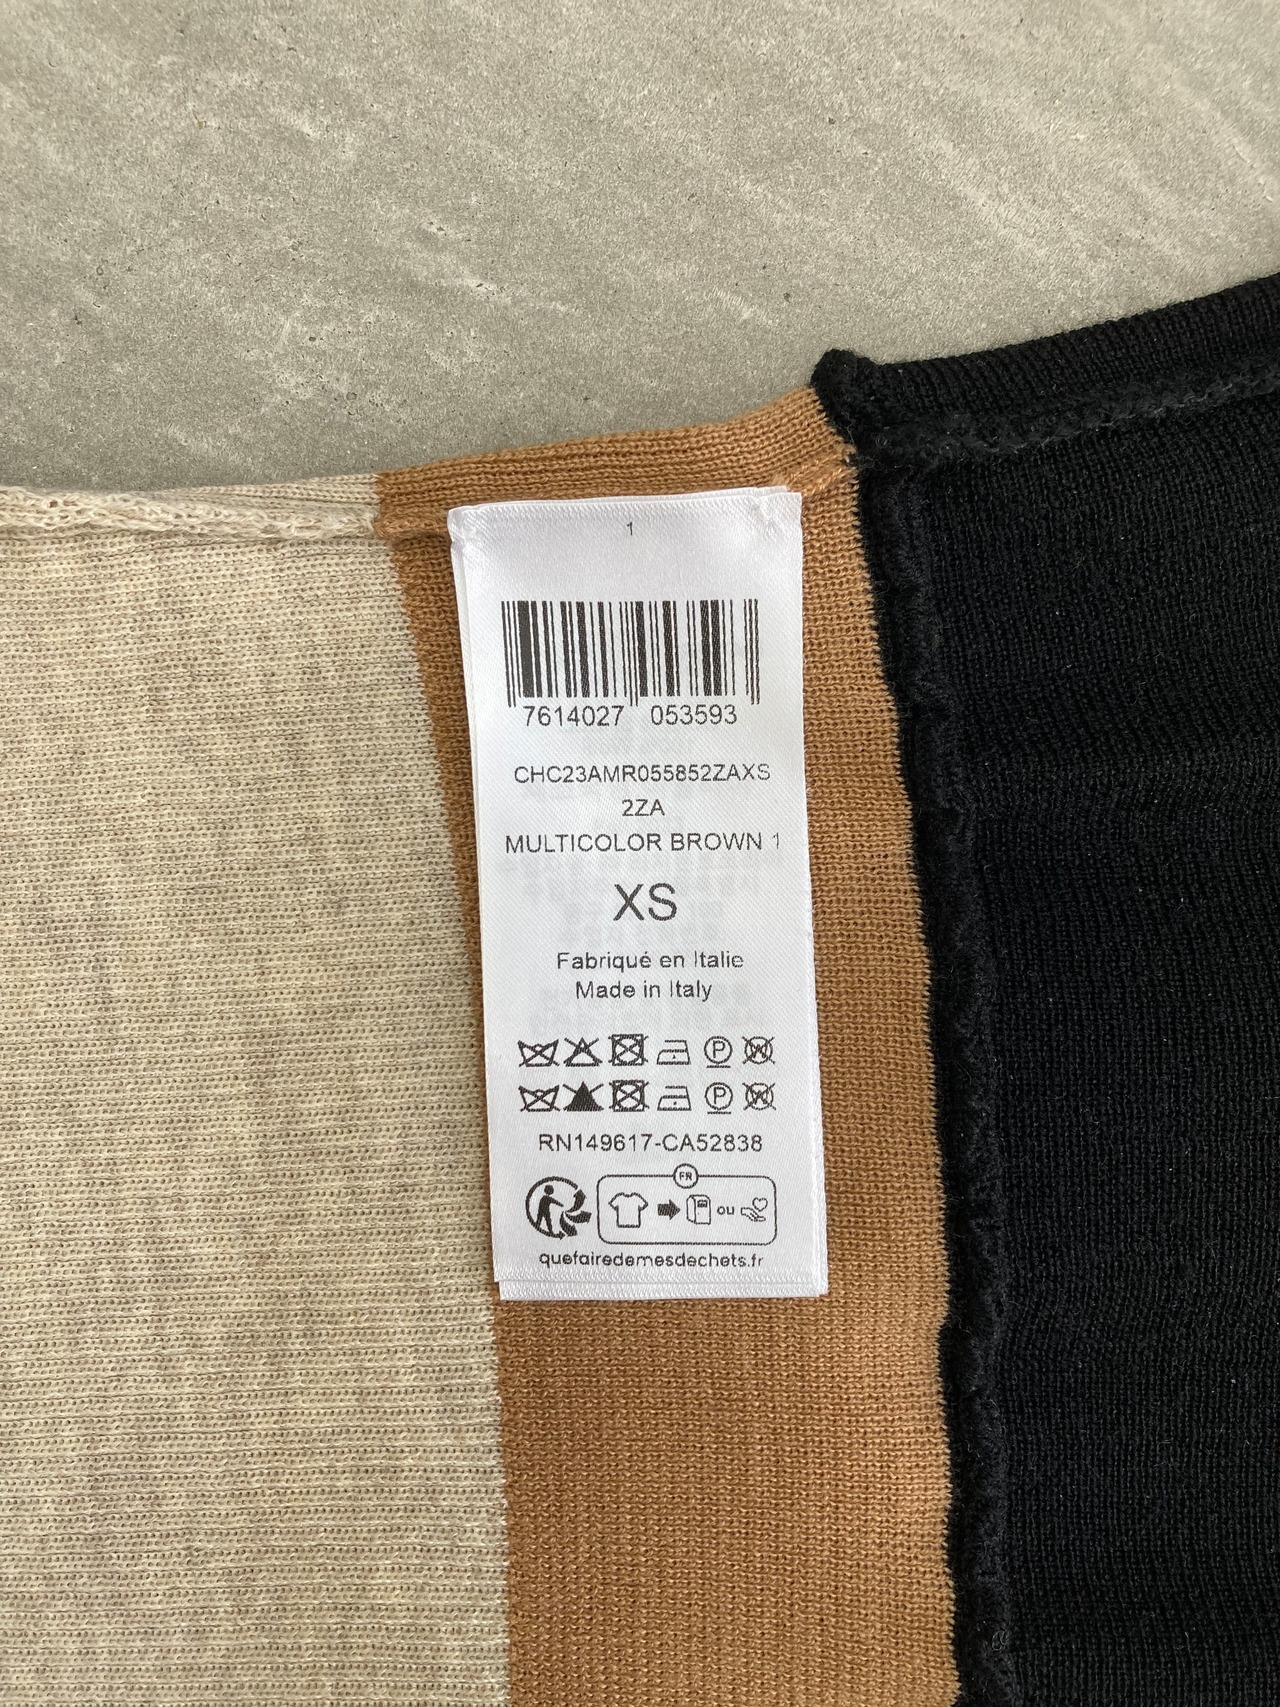 1
7614027 053593
CHC23AMR055852ZAXS
2ZA
MULTICOLOR BROWN 1
XS
Fabriqué en Italie
Made in Italy
P W
P W
RN149617-CA52838
FR
ou
quefairedemesdechets.fr